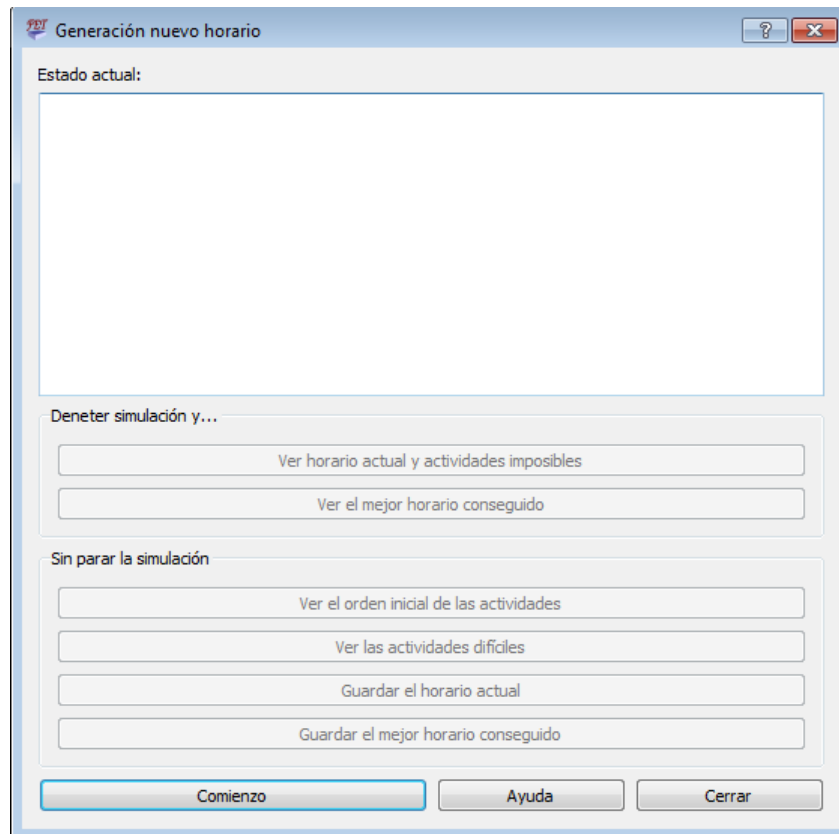 Generación nuevo horario
Estado actual:
Deneter simulación y...
Ver horario actual y actividades imposibles
Ver el mejor horario conseguido
Sin parar la simulación
Ver el orden inicial de las actividades
Ver las actividades difíciles
Guardar el horario actual
Guardar el mejor horario conseguido
Comienzo Ayuda Cerrar